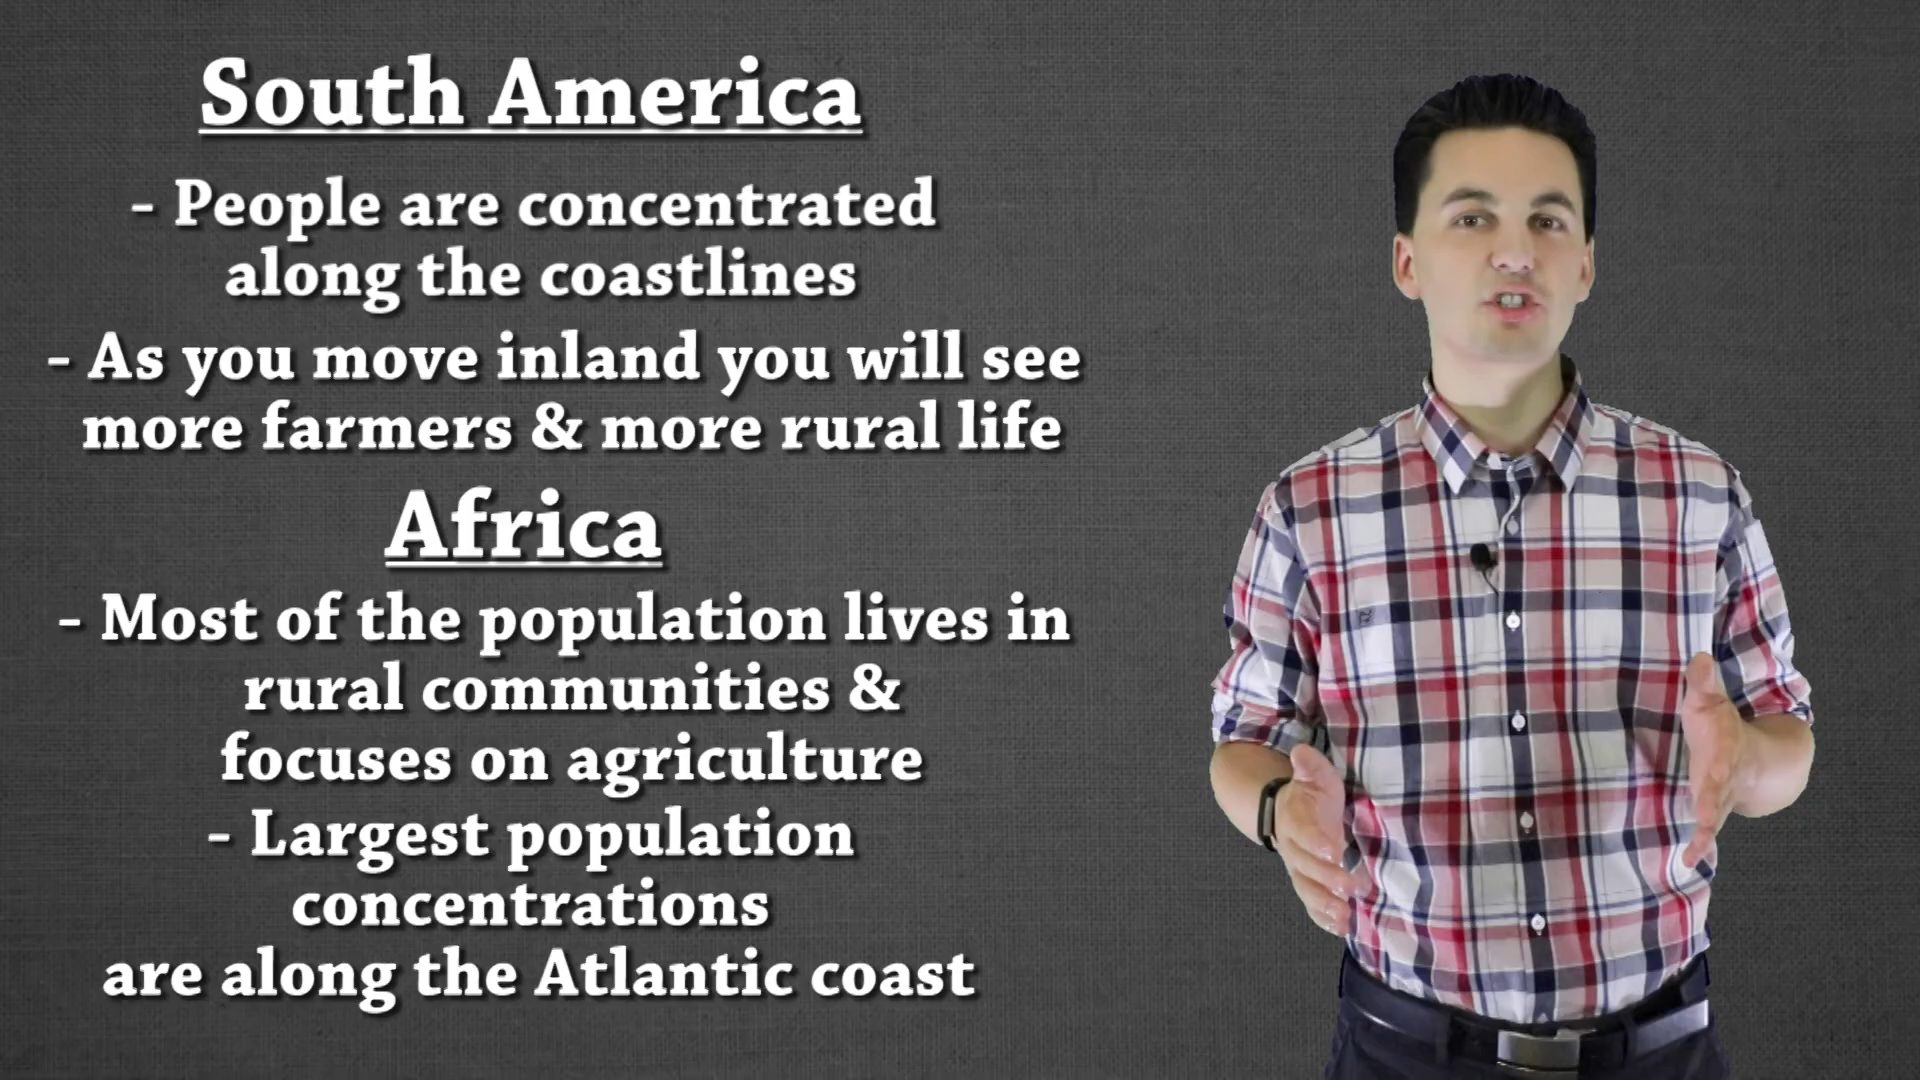 South America
- People are concentrated
along the coastlines
- As you move inland you will see
more farmers & more rural life
Africa
- Most of the population lives in
rural communities &
focuses on agriculture
- Largest population
concentrations
are along the Atlantic coast